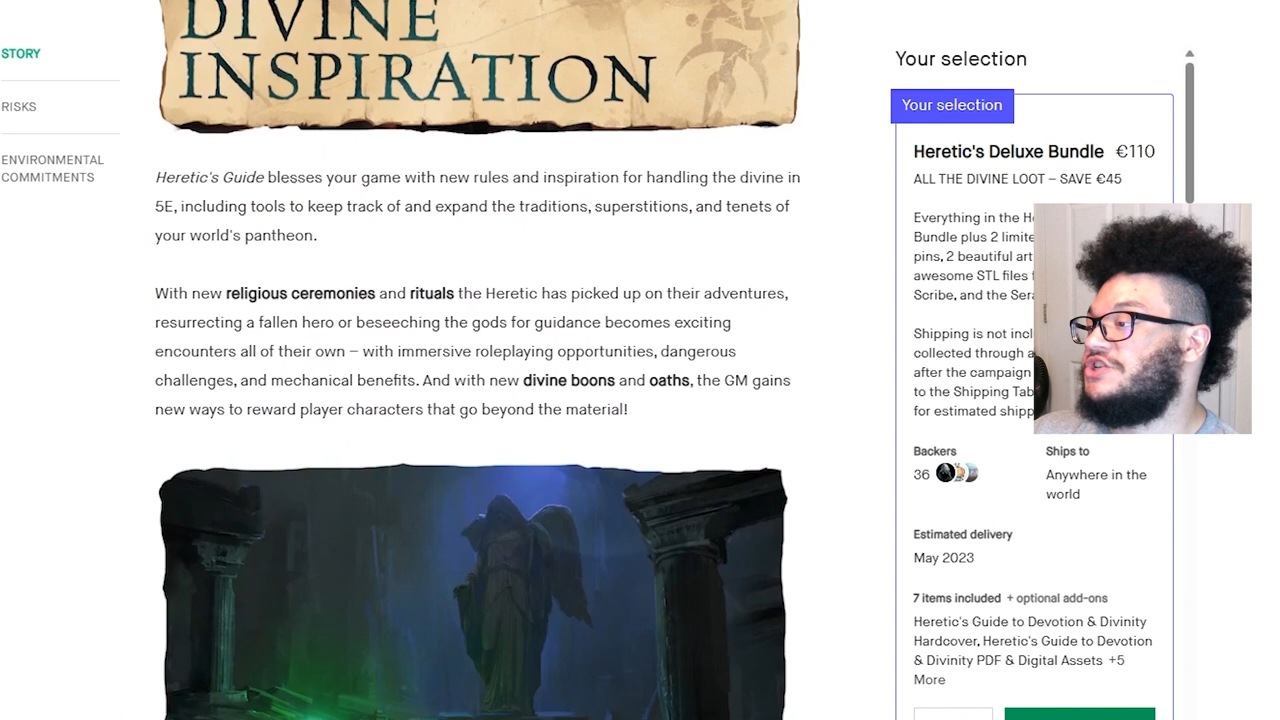 DIVINE
INSPIRATION
STORY
RISKS
ENVIRONMENTAL
COMMITMENTS
Heretic's Guide blesses your game with new rules and inspiration for handling the divine in
5E, including tools to keep track of and expand the traditions, superstitions, and tenets of
your world's pantheon.
With new religious ceremonies and rituals the Heretic has picked up on their adventures,
resurrecting a fallen hero or beseeching the gods for guidance becomes exciting
encounters all of their own – with immersive roleplaying opportunities, dangerous
challenges, and mechanical benefits. And with new divine boons and oaths, the GM gains
new ways to reward player characters that go beyond the material!
Your selection
Your selection
Heretic's Deluxe Bundle €110
ALL THE DIVINE LOOT – SAVE €45
Everything in the
Bundle plus 2
pins, 2 beautiful
awesome STL files
Scribe, and the
Shipping is not
collected through
after the campaign
to the Shipping
for estimated
Backers
36
Ships to
Anywhere in the
world
Estimated delivery
May 2023
7 items included + optional add-ons
Heretic's Guide to Devotion & Divinity
Hardcover, Heretic's Guide to Devotion
& Divinity PDF & Digital Assets +5
More